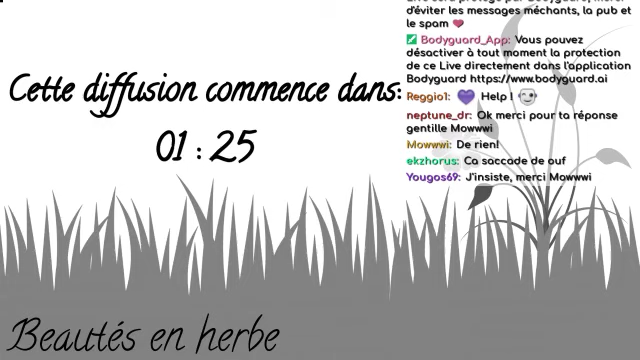 Cette diffusion commence dans:
01 : 25
d'éviter les messages méchants, la pub et
le spam
Bodyguard_App: Vous pouvez
désactiver à tout moment la protection
de ce Live directement dans l'application
Bodyguard https://www.bodyguard.ai
Reggio1: Help !
neptune_dr: Ok merci pour ta réponse
gentille Mowwwi
Mowwwi: De rien!
ekzhorus: Ca saccade de ouf
Yougos69: J'insiste, merci Mowwwi
Beautés en herbe